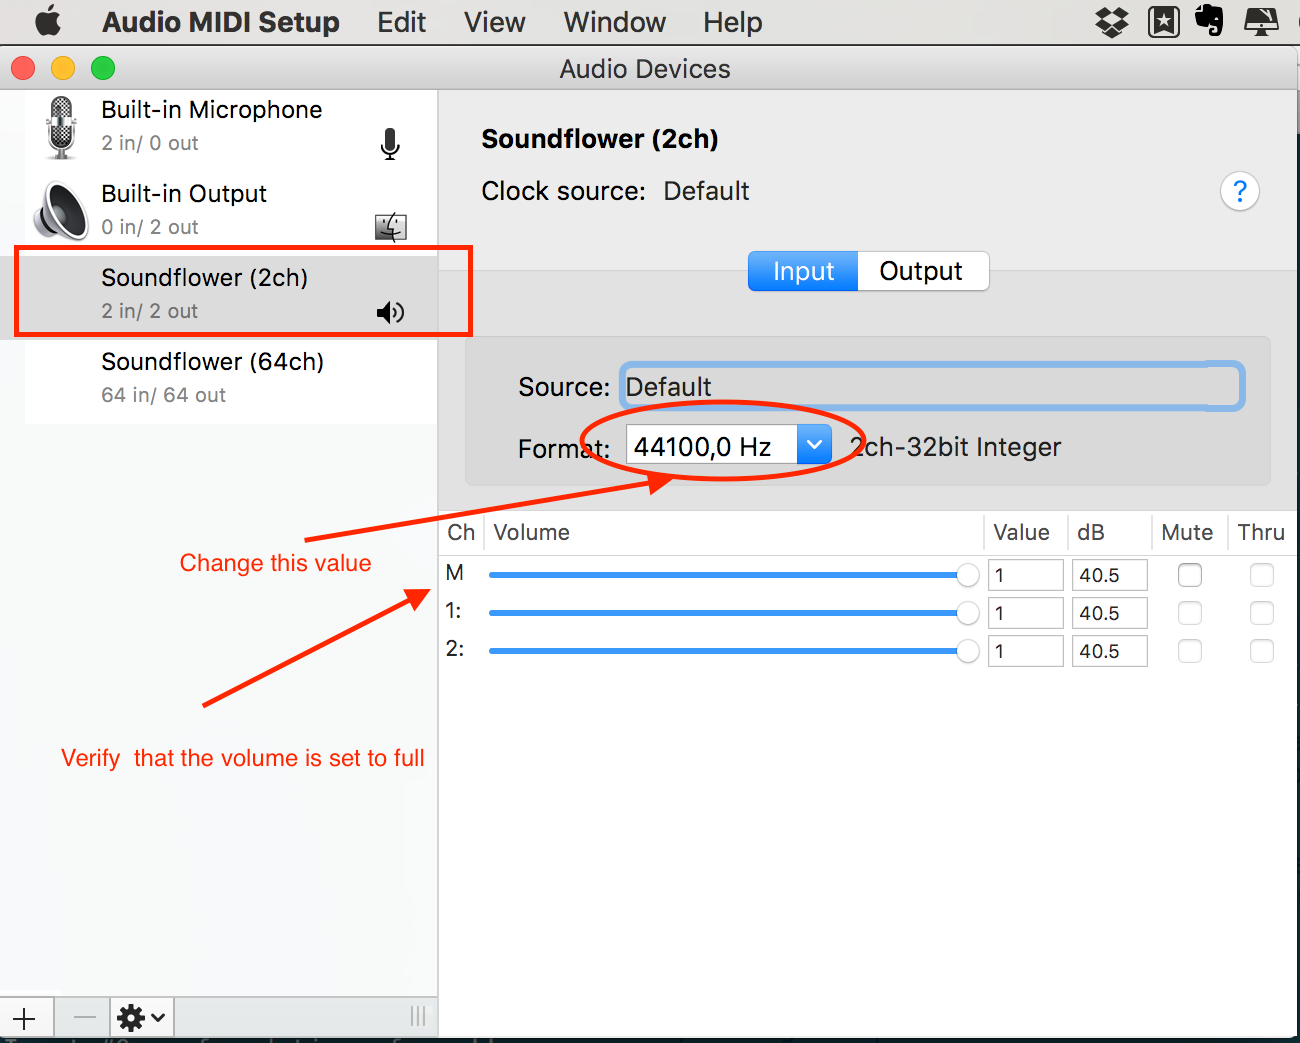 Audio MIDI Setup Edit View Window Help
Audio Devices
Built-in Microphone
2 in/ 0 out
Built-in Output
0 in/ 2 out
Soundflower (2ch)
2 in/ 2 out
Soundflower (64ch)
64 in/ 64 out
Soundflower (2ch)
Clock source: Default
?
Input Output
Source: Default
Format: 44100,0 Hz 2ch-32bit Integer
Ch Volume Value dB Mute Thru
M 1 40.5
1: 1 40.5
2: 1 40.5
Change this value
Verify that the volume is set to full